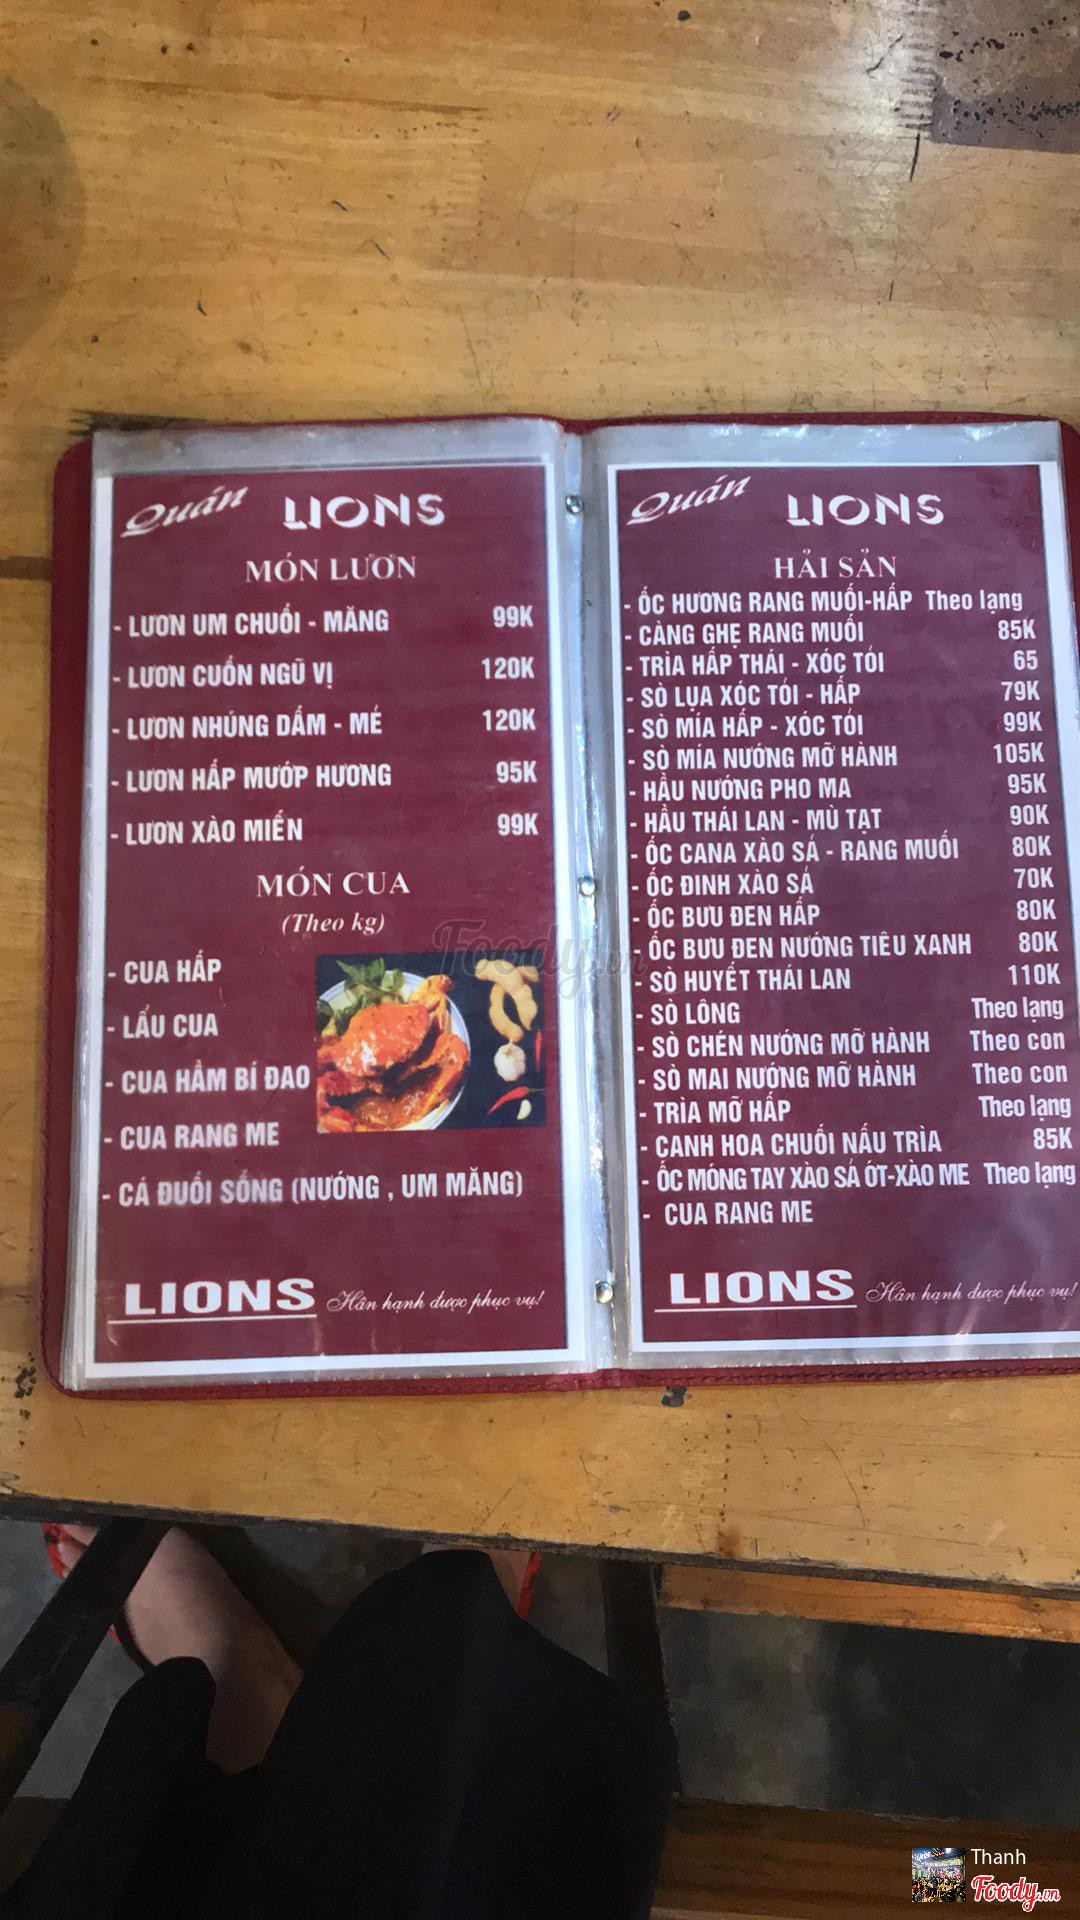 Quán LIONS
MÓN LƯƠN
- LƯƠN UM CHUỐI - MĂNG 99K
- LƯƠN CUỐN NGŨ VỊ 120K
- LƯƠN NHÚNG DẤM - MẺ 120K
- LƯƠN HẤP MƯỚP HƯƠNG 95K
- LƯƠN XÀO MIẾN 99K
MÓN CUA
(Theo kg)
- CUA HẤP
- LẨU CUA
- CUA HẦM BÍ ĐAO
- CUA RANG ME
- CÁ ĐUỐI SỐNG (NƯỚNG , UM MĂNG)
LIONS Hân hạnh được phục vụ!
Quán LIONS
HẢI SẢN
- ỐC HƯƠNG RANG MUỐI-HẤP Theo lạng
- CÀNG GHẸ RANG MUỐI 85K
- TRÌA HẤP THÁI - XÓC TỎI 65
- SÒ LỤA XÓC TỎI - HẤP 79K
- SÒ MÍA HẤP - XÓC TỎI 99K
- SÒ MÍA NƯỚNG MỠ HÀNH 105K
- HẦU NƯỚNG PHO MA 95K
- HẦU THÁI LAN - MÙ TẠT 90K
- ỐC CANA XÀO SẢ - RANG MUỐI 80K
- ỐC ĐINH XÀO SẢ 70K
- ỐC BƯU ĐEN HẤP 80K
- ỐC BƯU ĐEN NƯỚNG TIÊU XANH 80K
- SÒ HUYẾT THÁI LAN 110K
- SÒ LÔNG Theo lạng
- SÒ CHÉN NƯỚNG MỠ HÀNH Theo con
- SÒ MAI NƯỚNG MỠ HÀNH Theo con
- TRÌA MỠ HẤP Theo lạng
- CANH HOA CHUỐI NẤU TRÌA 85K
- ỐC MÓNG TAY XÀO SẢ ỚT-XÀO ME Theo lạng
- CUA RANG ME
LIONS Hân hạnh được phục vụ!
Foody.vn
Thanh
Foody.vn